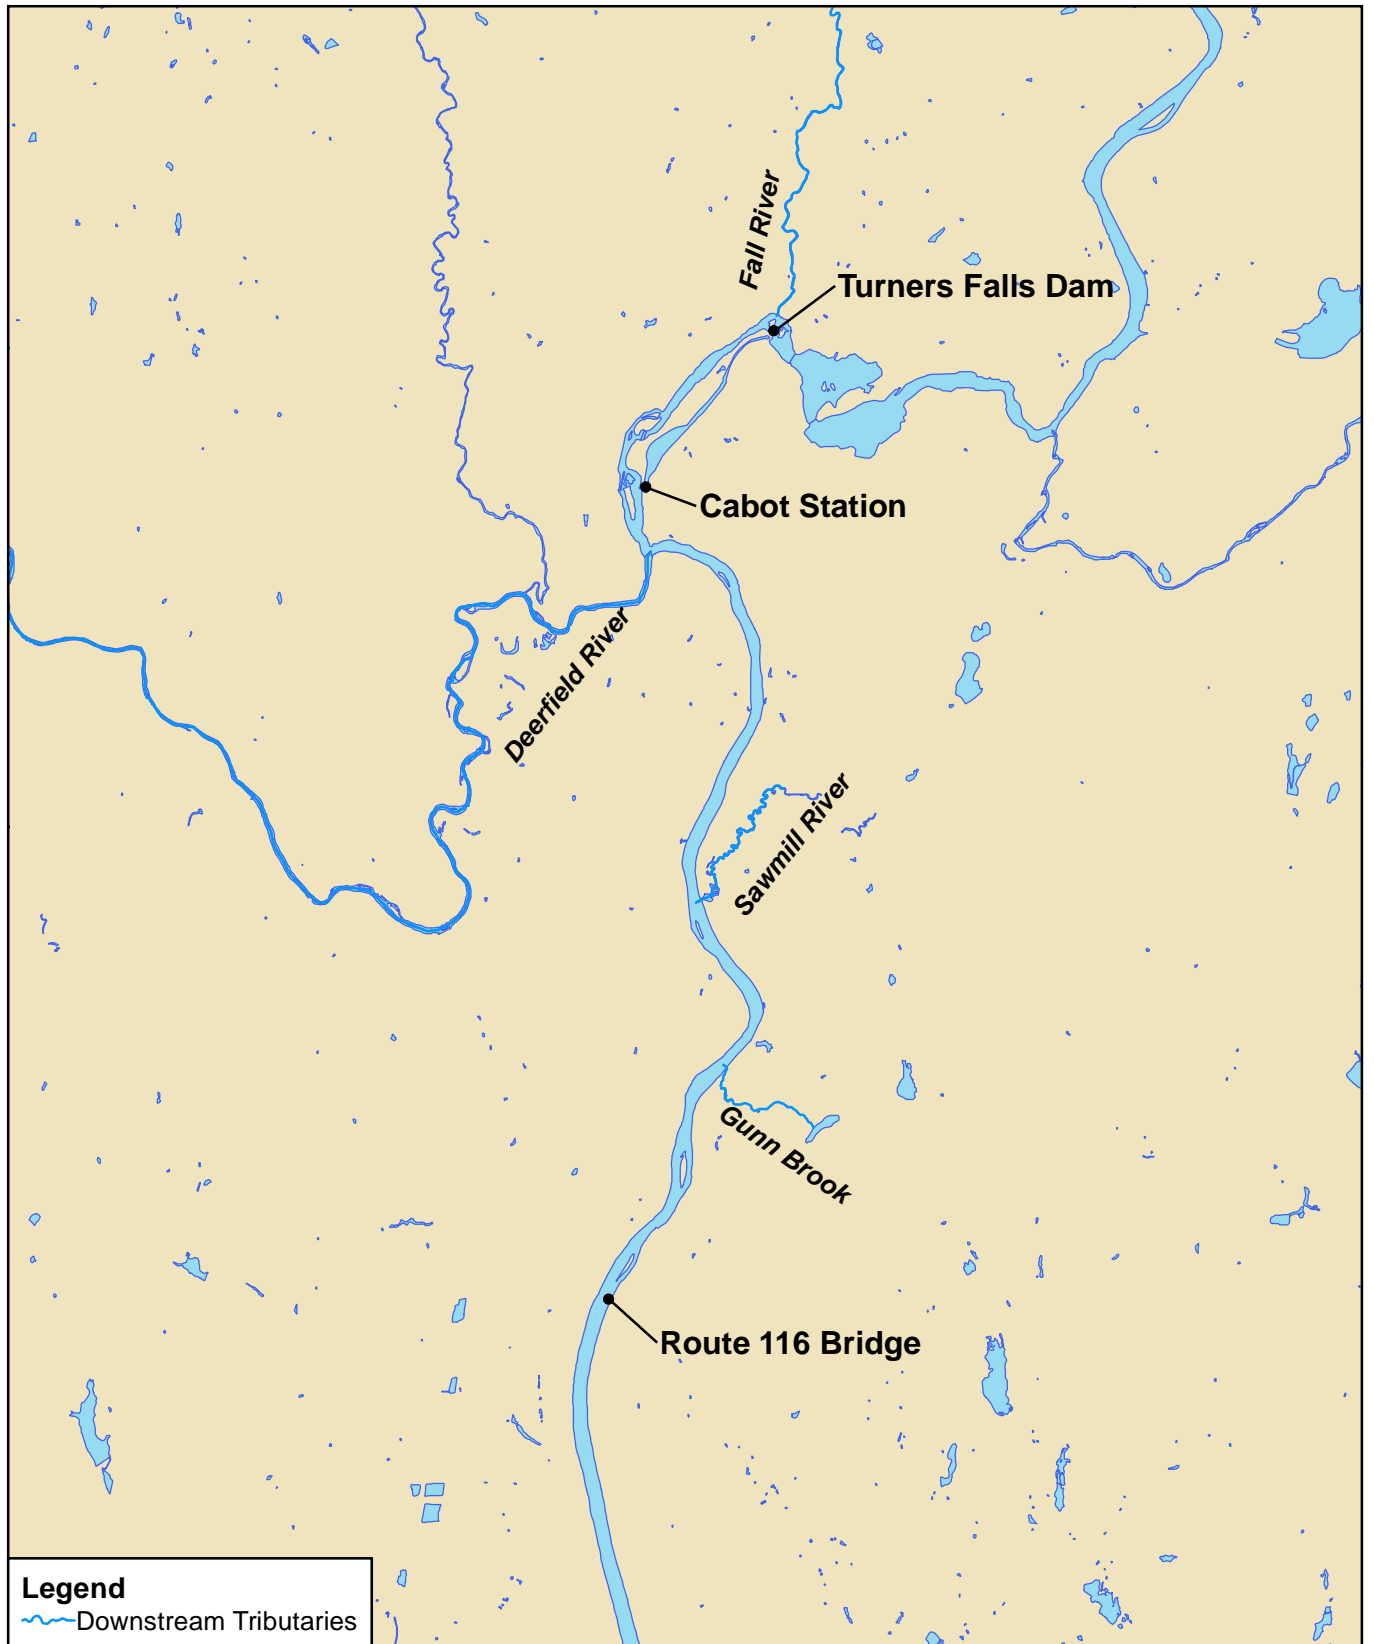 Fall River
Turners Falls Dam
Cabot Station
Deerfield River
Sawmill River
Gunn Brook
Route 116 Bridge
Legend
Downstream Tributaries